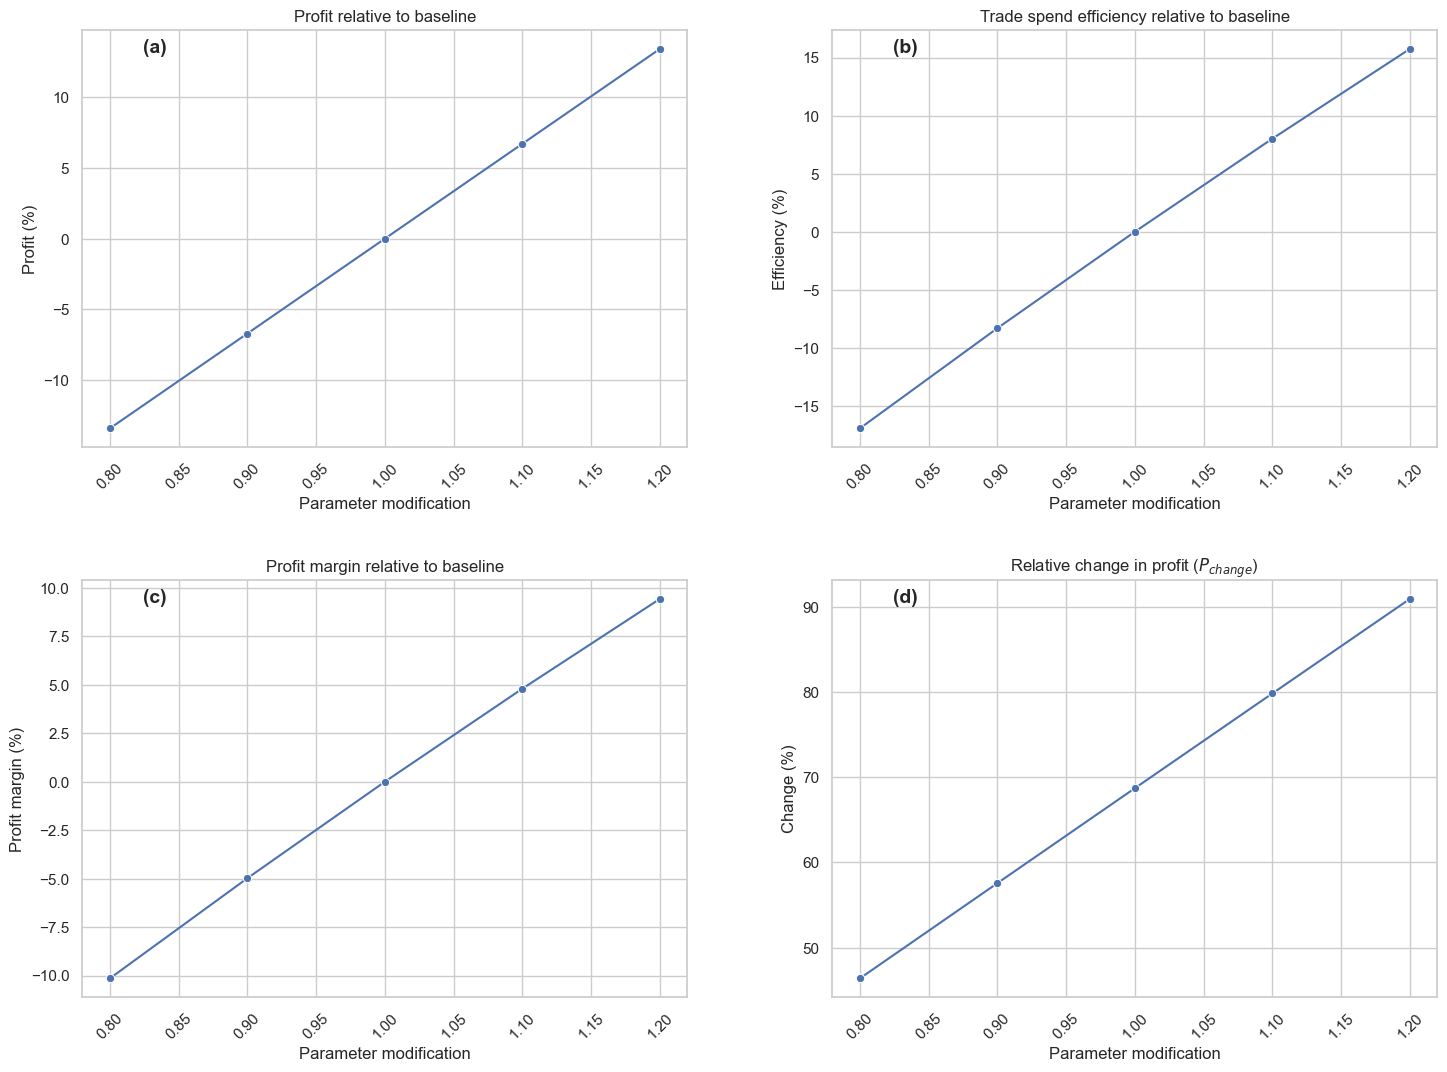 Profit relative to baseline
(a)
Profit (%)
10
5
0
−5
−10
0.80 0.85 0.90 0.95 1.00 1.05 1.10 1.15 1.20
Parameter modification
Trade spend efficiency relative to baseline
(b)
Efficiency (%)
15
10
5
0
−5
−10
−15
0.80 0.85 0.90 0.95 1.00 1.05 1.10 1.15 1.20
Parameter modification
Profit margin relative to baseline
(c)
Profit margin (%)
10.0
7.5
5.0
2.5
0.0
−2.5
−5.0
−7.5
−10.0
0.80 0.85 0.90 0.95 1.00 1.05 1.10 1.15 1.20
Parameter modification
Relative change in profit (P_change)
(d)
Change (%)
90
80
70
60
50
0.80 0.85 0.90 0.95 1.00 1.05 1.10 1.15 1.20
Parameter modification